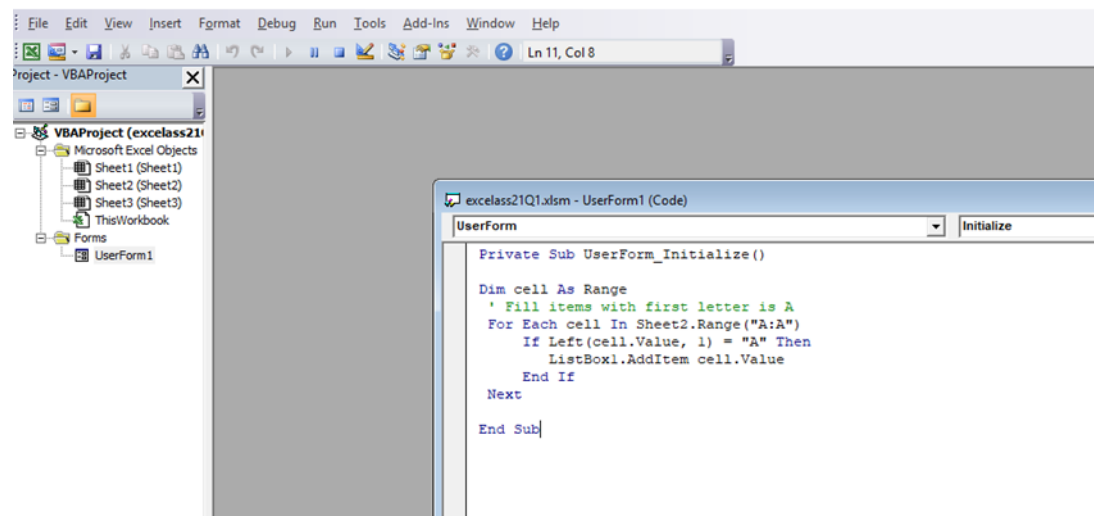 File Edit View Insert Format Debug Run Tools Add-Ins Window Help
Ln 11, Col 8
Project - VBAProject
VBAProject (excelass21
Microsoft Excel Objects
Sheet1 (Sheet1)
Sheet2 (Sheet2)
Sheet3 (Sheet3)
ThisWorkbook
Forms
UserForm1
excelass21Q1.xlsm - UserForm1 (Code)
UserForm Initialize
Private Sub UserForm_Initialize()
Dim cell As Range
' Fill items with first letter is A
For Each cell In Sheet2.Range("A:A")
If Left(cell.Value, 1) = "A" Then
ListBox1.AddItem cell.Value
End If
Next
End Sub